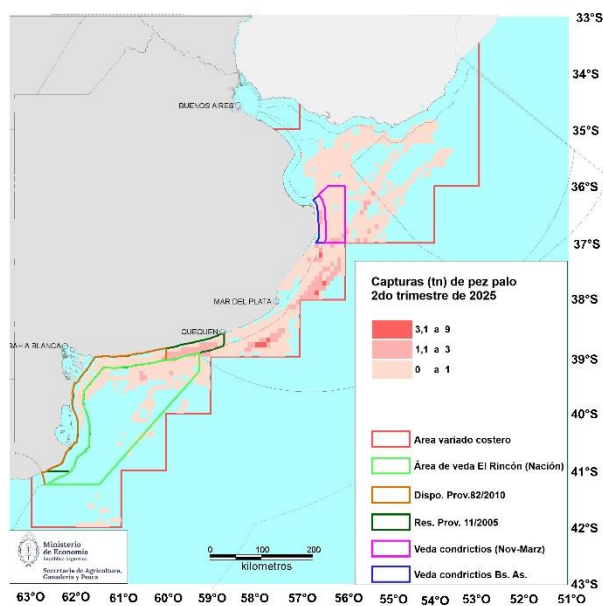 33°S
34°S
BUENOS AIRES
35°S
36°S
37°S
Capturas (tn) de pez palo
2do trimestre de 2025
MAR DEL PLATA
38°S
3,1 a 9
QUEQUEN
1,1 a 3
BAHIA BLANCA
39°S
0 a 1
40°S
Area variado costero
Área de veda El Rincón (Nación)
41°S
Dispo. Prov.82/2010
Res. Prov. 11/2005
42°S
Ministerio
de Economía
República Argentina
Veda condrictios (Nov-Marz)
Secretaría de Agricultura,
Ganadería y Pesca
0 100 200
kilometros
Veda condrictios Bs. As.
43°S
63°O 62°O 61°O 60°O 59°O 58°O 57°O 56°O 55°O 54°O 53°O 52°O 51°O